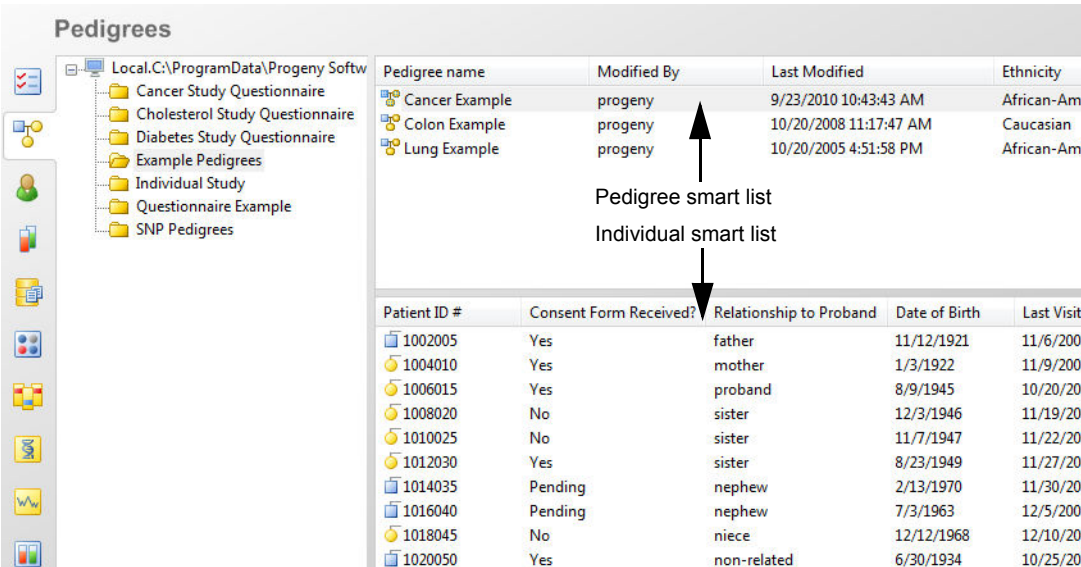 Pedigrees
Local.C:\ProgramData\Progeny Softw
Cancer Study Questionnaire
Cholesterol Study Questionnaire
Diabetes Study Questionnaire
Example Pedigrees
Individual Study
Questionnaire Example
SNP Pedigrees
Pedigree name Modified By Last Modified Ethnicity
Cancer Example progeny 9/23/2010 10:43:43 AM African-Am
Colon Example progeny 10/20/2008 11:17:47 AM Caucasian
Lung Example progeny 10/20/2005 4:51:58 PM African-Am
Pedigree smart list
Individual smart list
Patient ID # Consent Form Received? Relationship to Proband Date of Birth Last Visit
1002005 Yes father 11/12/1921 11/6/200
1004010 Yes mother 1/3/1922 11/9/200
1006015 Yes proband 8/9/1945 10/20/20
1008020 No sister 12/3/1946 11/19/20
1010025 No sister 11/7/1947 11/22/20
1012030 Yes sister 8/23/1949 11/27/20
1014035 Pending nephew 2/13/1970 11/30/20
1016040 Pending nephew 7/3/1963 12/5/200
1018045 No niece 12/12/1968 12/10/20
1020050 Yes non-related 6/30/1934 10/25/20